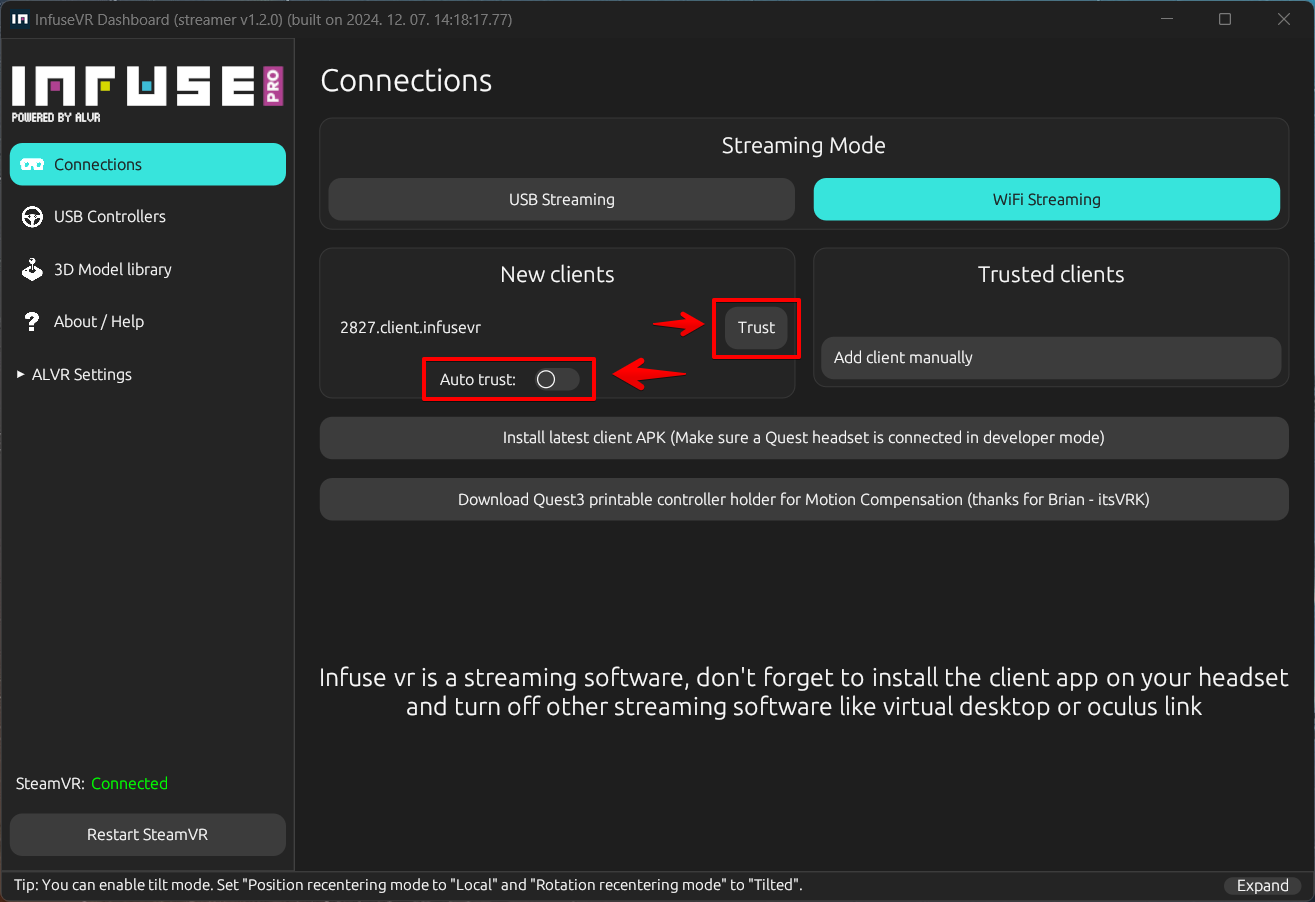 InfuseVR Dashboard (streamer v1.2.0) (built on 2024. 12. 07. 14:18:17.77)
INFUSE PRO
POWERED BY ALVR
Connections
USB Controllers
3D Model library
About / Help
ALVR Settings
SteamVR: Connected
Restart SteamVR
Connections
Streaming Mode
USB Streaming
WiFi Streaming
New clients
2827.client.infusevr
Trust
Auto trust:
Trusted clients
Add client manually
Install latest client APK (Make sure a Quest headset is connected in developer mode)
Download Quest3 printable controller holder for Motion Compensation (thanks for Brian - itsVRK)
Infuse vr is a streaming software, don't forget to install the client app on your headset
and turn off other streaming software like virtual desktop or oculus link
Tip: You can enable tilt mode. Set "Position recentering mode to "Local" and "Rotation recentering mode" to "Tilted".
Expand